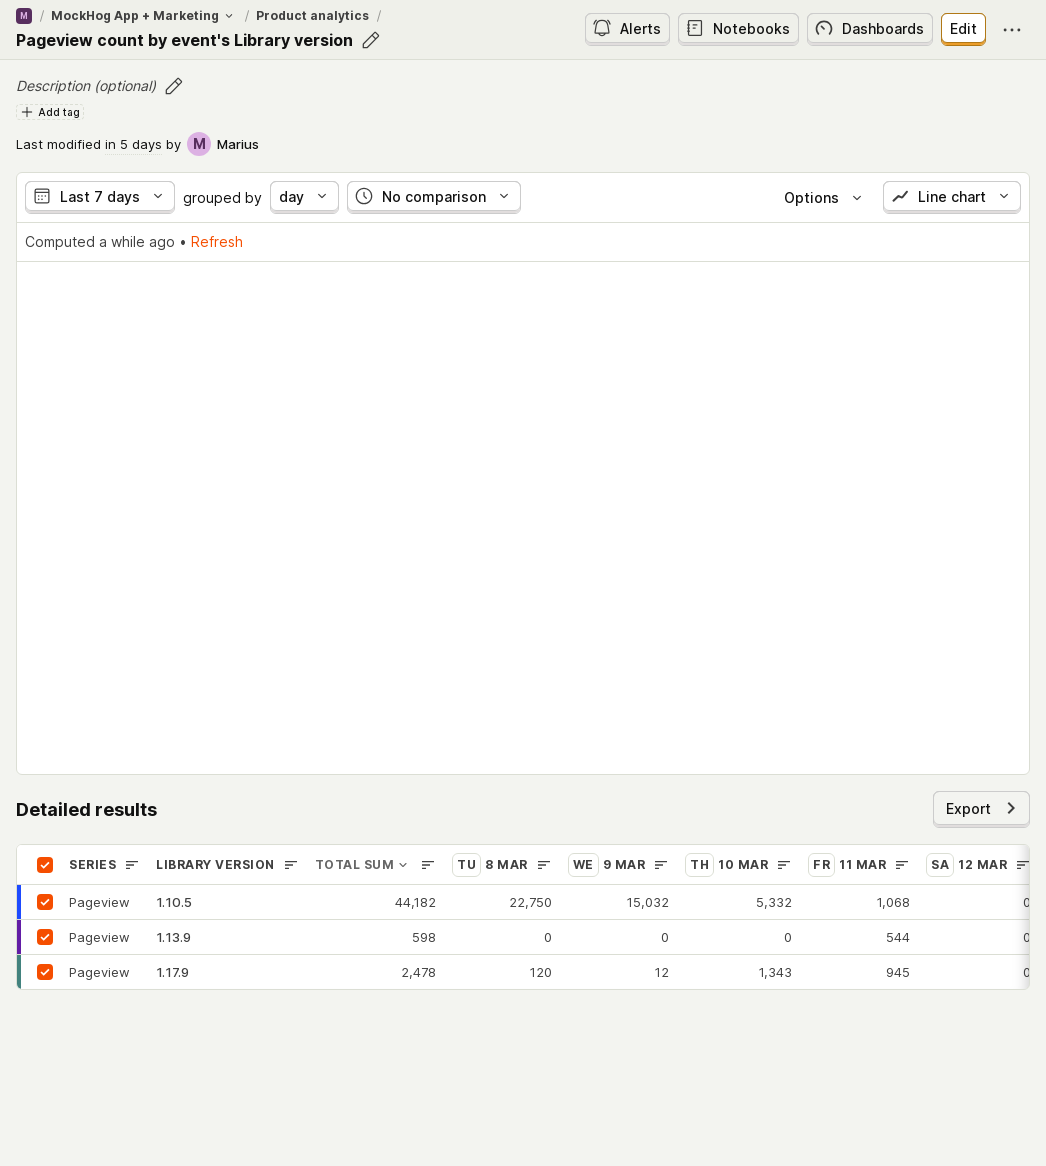 M / MockHog App + Marketing / Product analytics /
Pageview count by event's Library version
Alerts Notebooks Dashboards Edit
Description (optional)
Add tag
Last modified in 5 days by M Marius
Last 7 days grouped by day No comparison Options Line chart
Computed a while ago • Refresh
Detailed results
Export
SERIES LIBRARY VERSION TOTAL SUM TU 8 MAR WE 9 MAR TH 10 MAR FR 11 MAR SA 12 MAR
Pageview 1.10.5 44,182 22,750 15,032 5,332 1,068 0
Pageview 1.13.9 598 0 0 0 544 0
Pageview 1.17.9 2,478 120 12 1,343 945 0